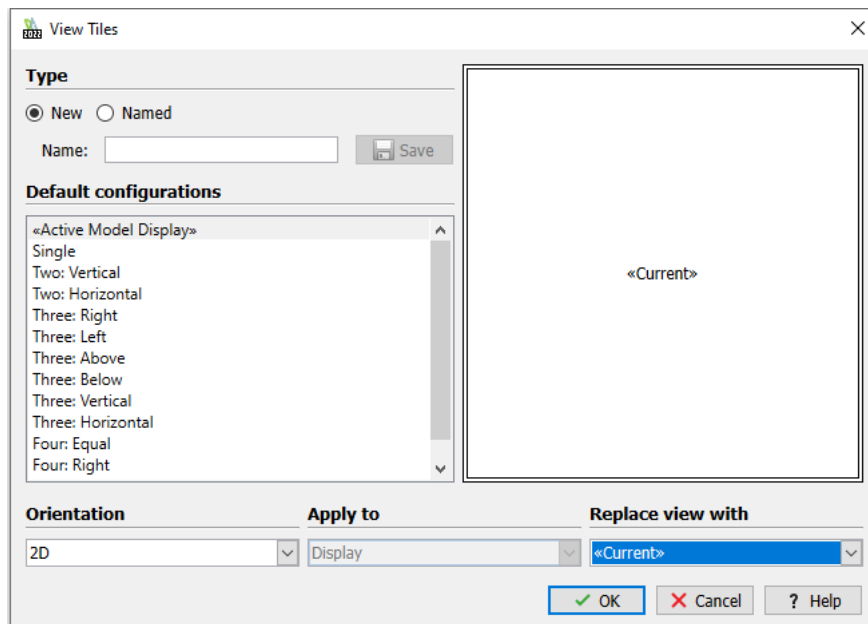 2022 View Tiles
Type
New Named
Name: Save
Default configurations
«Active Model Display»
Single
Two: Vertical
Two: Horizontal
Three: Right
Three: Left
Three: Above
Three: Below
Three: Vertical
Three: Horizontal
Four: Equal
Four: Right
«Current»
Orientation Apply to Replace view with
2D Display «Current»
OK Cancel ? Help